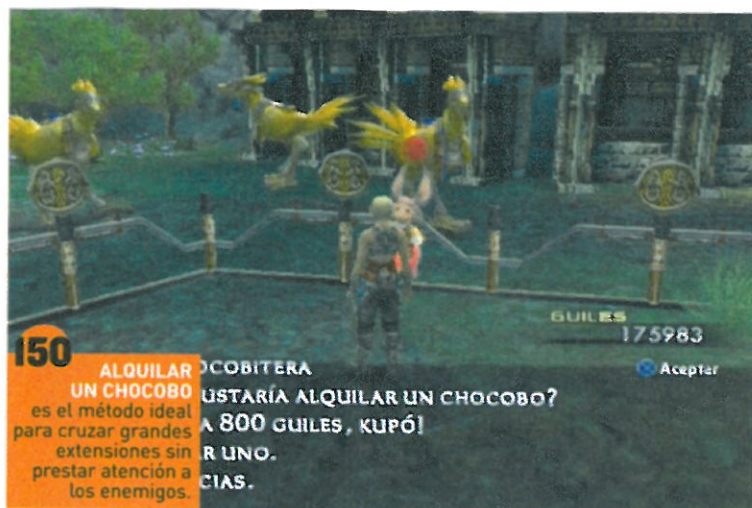 GUILES
175983
Aceptar
OCOBITERA
USTARÍA ALQUILAR UN CHOCOBO?
A 800 GUILES, KUPÓ!
R UNO.
CIAS.
150
ALQUILAR
UN CHOCOBO
es el método ideal
para cruzar grandes
extensiones sin
prestar atención a
los enemigos.